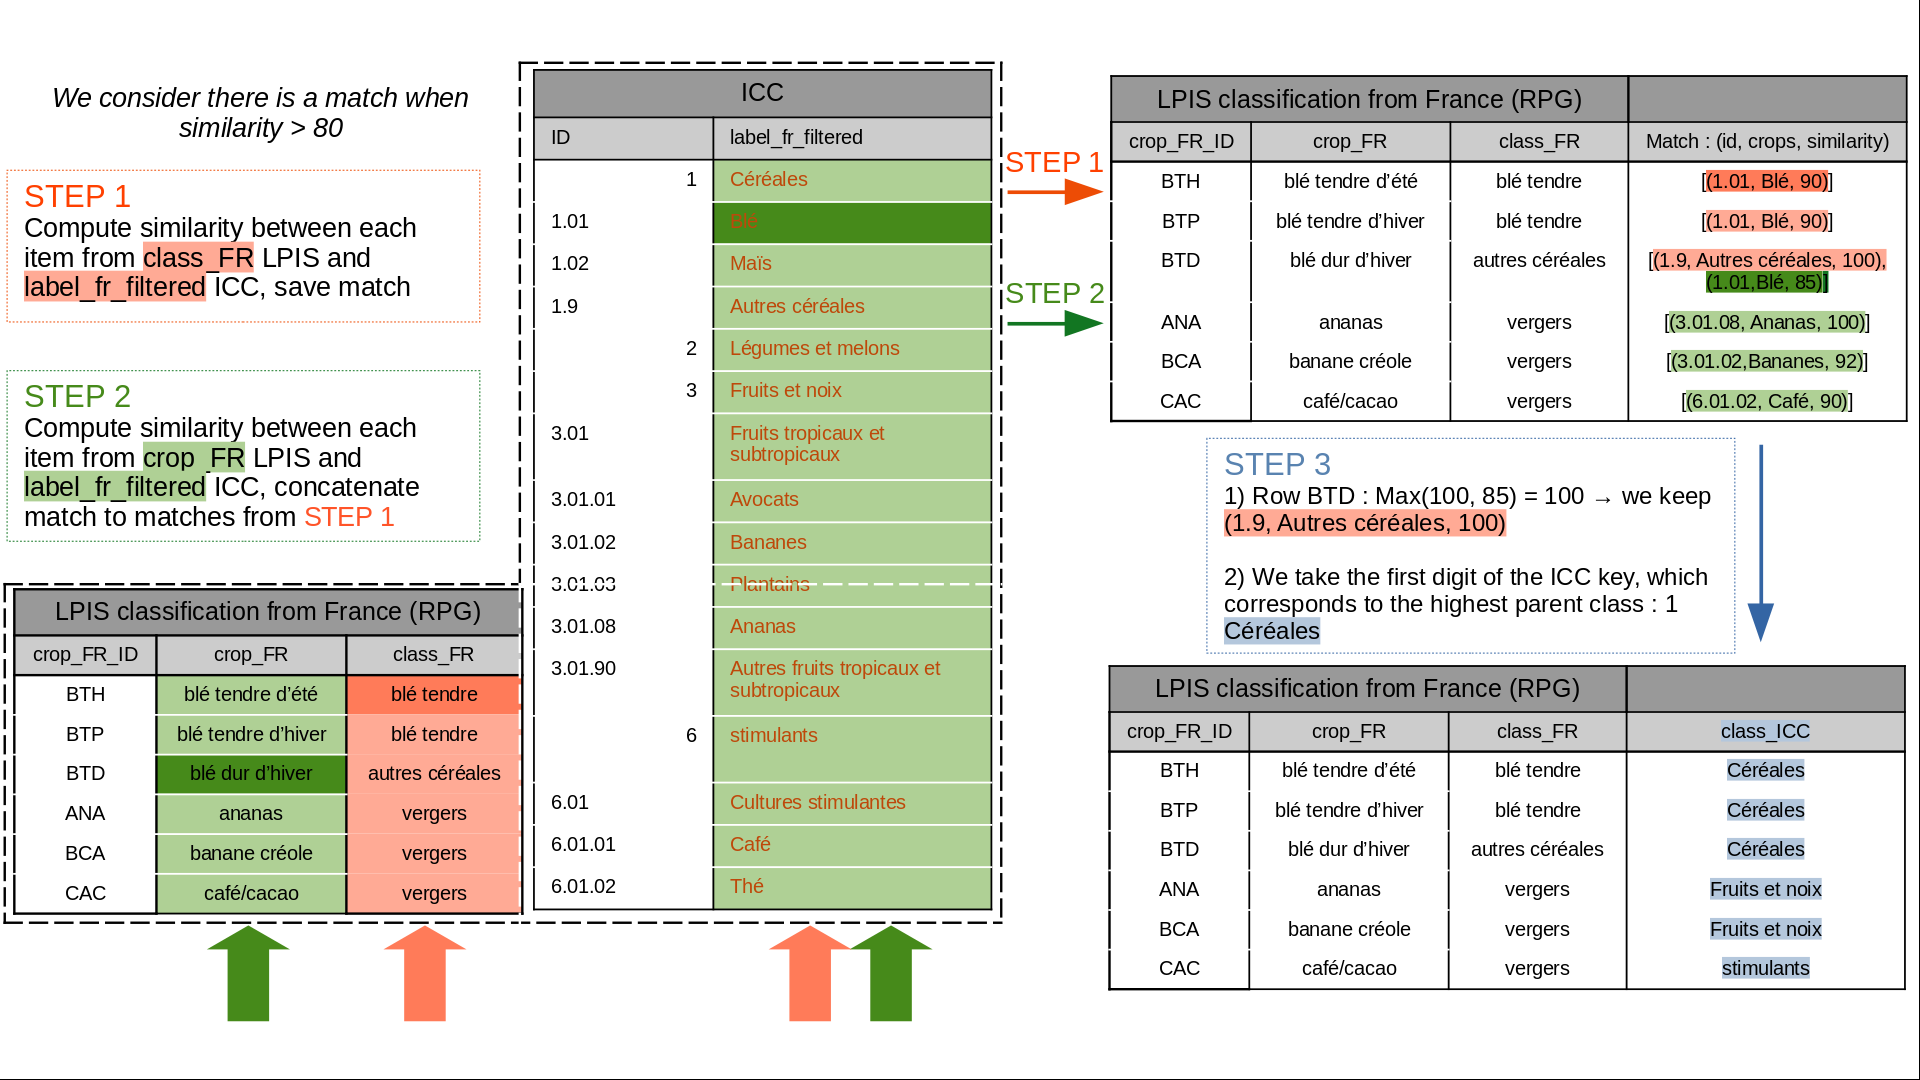 We consider there is a match when
similarity > 80
STEP 1
Compute similarity between each
item from class_FR LPIS and
label_fr_filtered ICC, save match
STEP 2
Compute similarity between each
item from crop_FR LPIS and
label_fr_filtered ICC, concatenate
match to matches from STEP 1
LPIS classification from France (RPG)
crop_FR_ID crop_FR class_FR
BTH blé tendre d’été blé tendre
BTP blé tendre d’hiver blé tendre
BTD blé dur d’hiver autres céréales
ANA ananas vergers
BCA banane créole vergers
CAC café/cacao vergers
ICC
ID label_fr_filtered
1 Céréales
1.01 Blé
1.02 Maïs
1.9 Autres céréales
2 Légumes et melons
3 Fruits et noix
3.01 Fruits tropicaux et
subtropicaux
3.01.01 Avocats
3.01.02 Bananes
3.01.03 Plantains
3.01.08 Ananas
3.01.90 Autres fruits tropicaux et
subtropicaux
6 stimulants
6.01 Cultures stimulantes
6.01.01 Café
6.01.02 Thé
STEP 1
STEP 2
LPIS classification from France (RPG)
crop_FR_ID crop_FR class_FR Match : (id, crops, similarity)
BTH blé tendre d’été blé tendre [(1.01, Blé, 90)]
BTP blé tendre d’hiver blé tendre [(1.01, Blé, 90)]
BTD blé dur d’hiver autres céréales [(1.9, Autres céréales, 100),
(1.01,Blé, 85)]
ANA ananas vergers [(3.01.08, Ananas, 100)]
BCA banane créole vergers [(3.01.02,Bananes, 92)]
CAC café/cacao vergers [(6.01.02, Café, 90)]
STEP 3
1) Row BTD : Max(100, 85) = 100 → we keep
(1.9, Autres céréales, 100)
2) We take the first digit of the ICC key, which
corresponds to the highest parent class : 1
Céréales
LPIS classification from France (RPG)
crop_FR_ID crop_FR class_FR class_ICC
BTH blé tendre d’été blé tendre Céréales
BTP blé tendre d’hiver blé tendre Céréales
BTD blé dur d’hiver autres céréales Céréales
ANA ananas vergers Fruits et noix
BCA banane créole vergers Fruits et noix
CAC café/cacao vergers stimulants